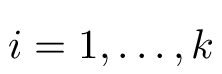 i = 1, . . . , k